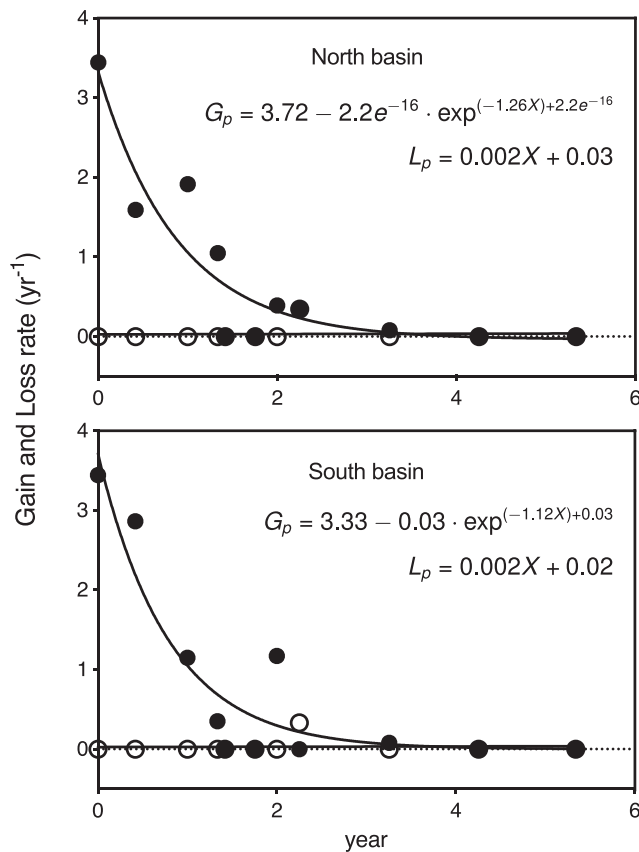 Gain and Loss rate (yr⁻¹)
4
North basin
3
Gₚ = 3.72 − 2.2e⁻¹⁶ · exp⁽⁻¹·²⁶ˣ⁾⁺²·²ᵉ⁻¹⁶
2
Lₚ = 0.002X + 0.03
1
0
0 2 4 6
4
South basin
3
Gₚ = 3.33 − 0.03 · exp⁽⁻¹·¹²ˣ⁾⁺⁰·⁰³
2
Lₚ = 0.002X + 0.02
1
0
0 2 4 6
year